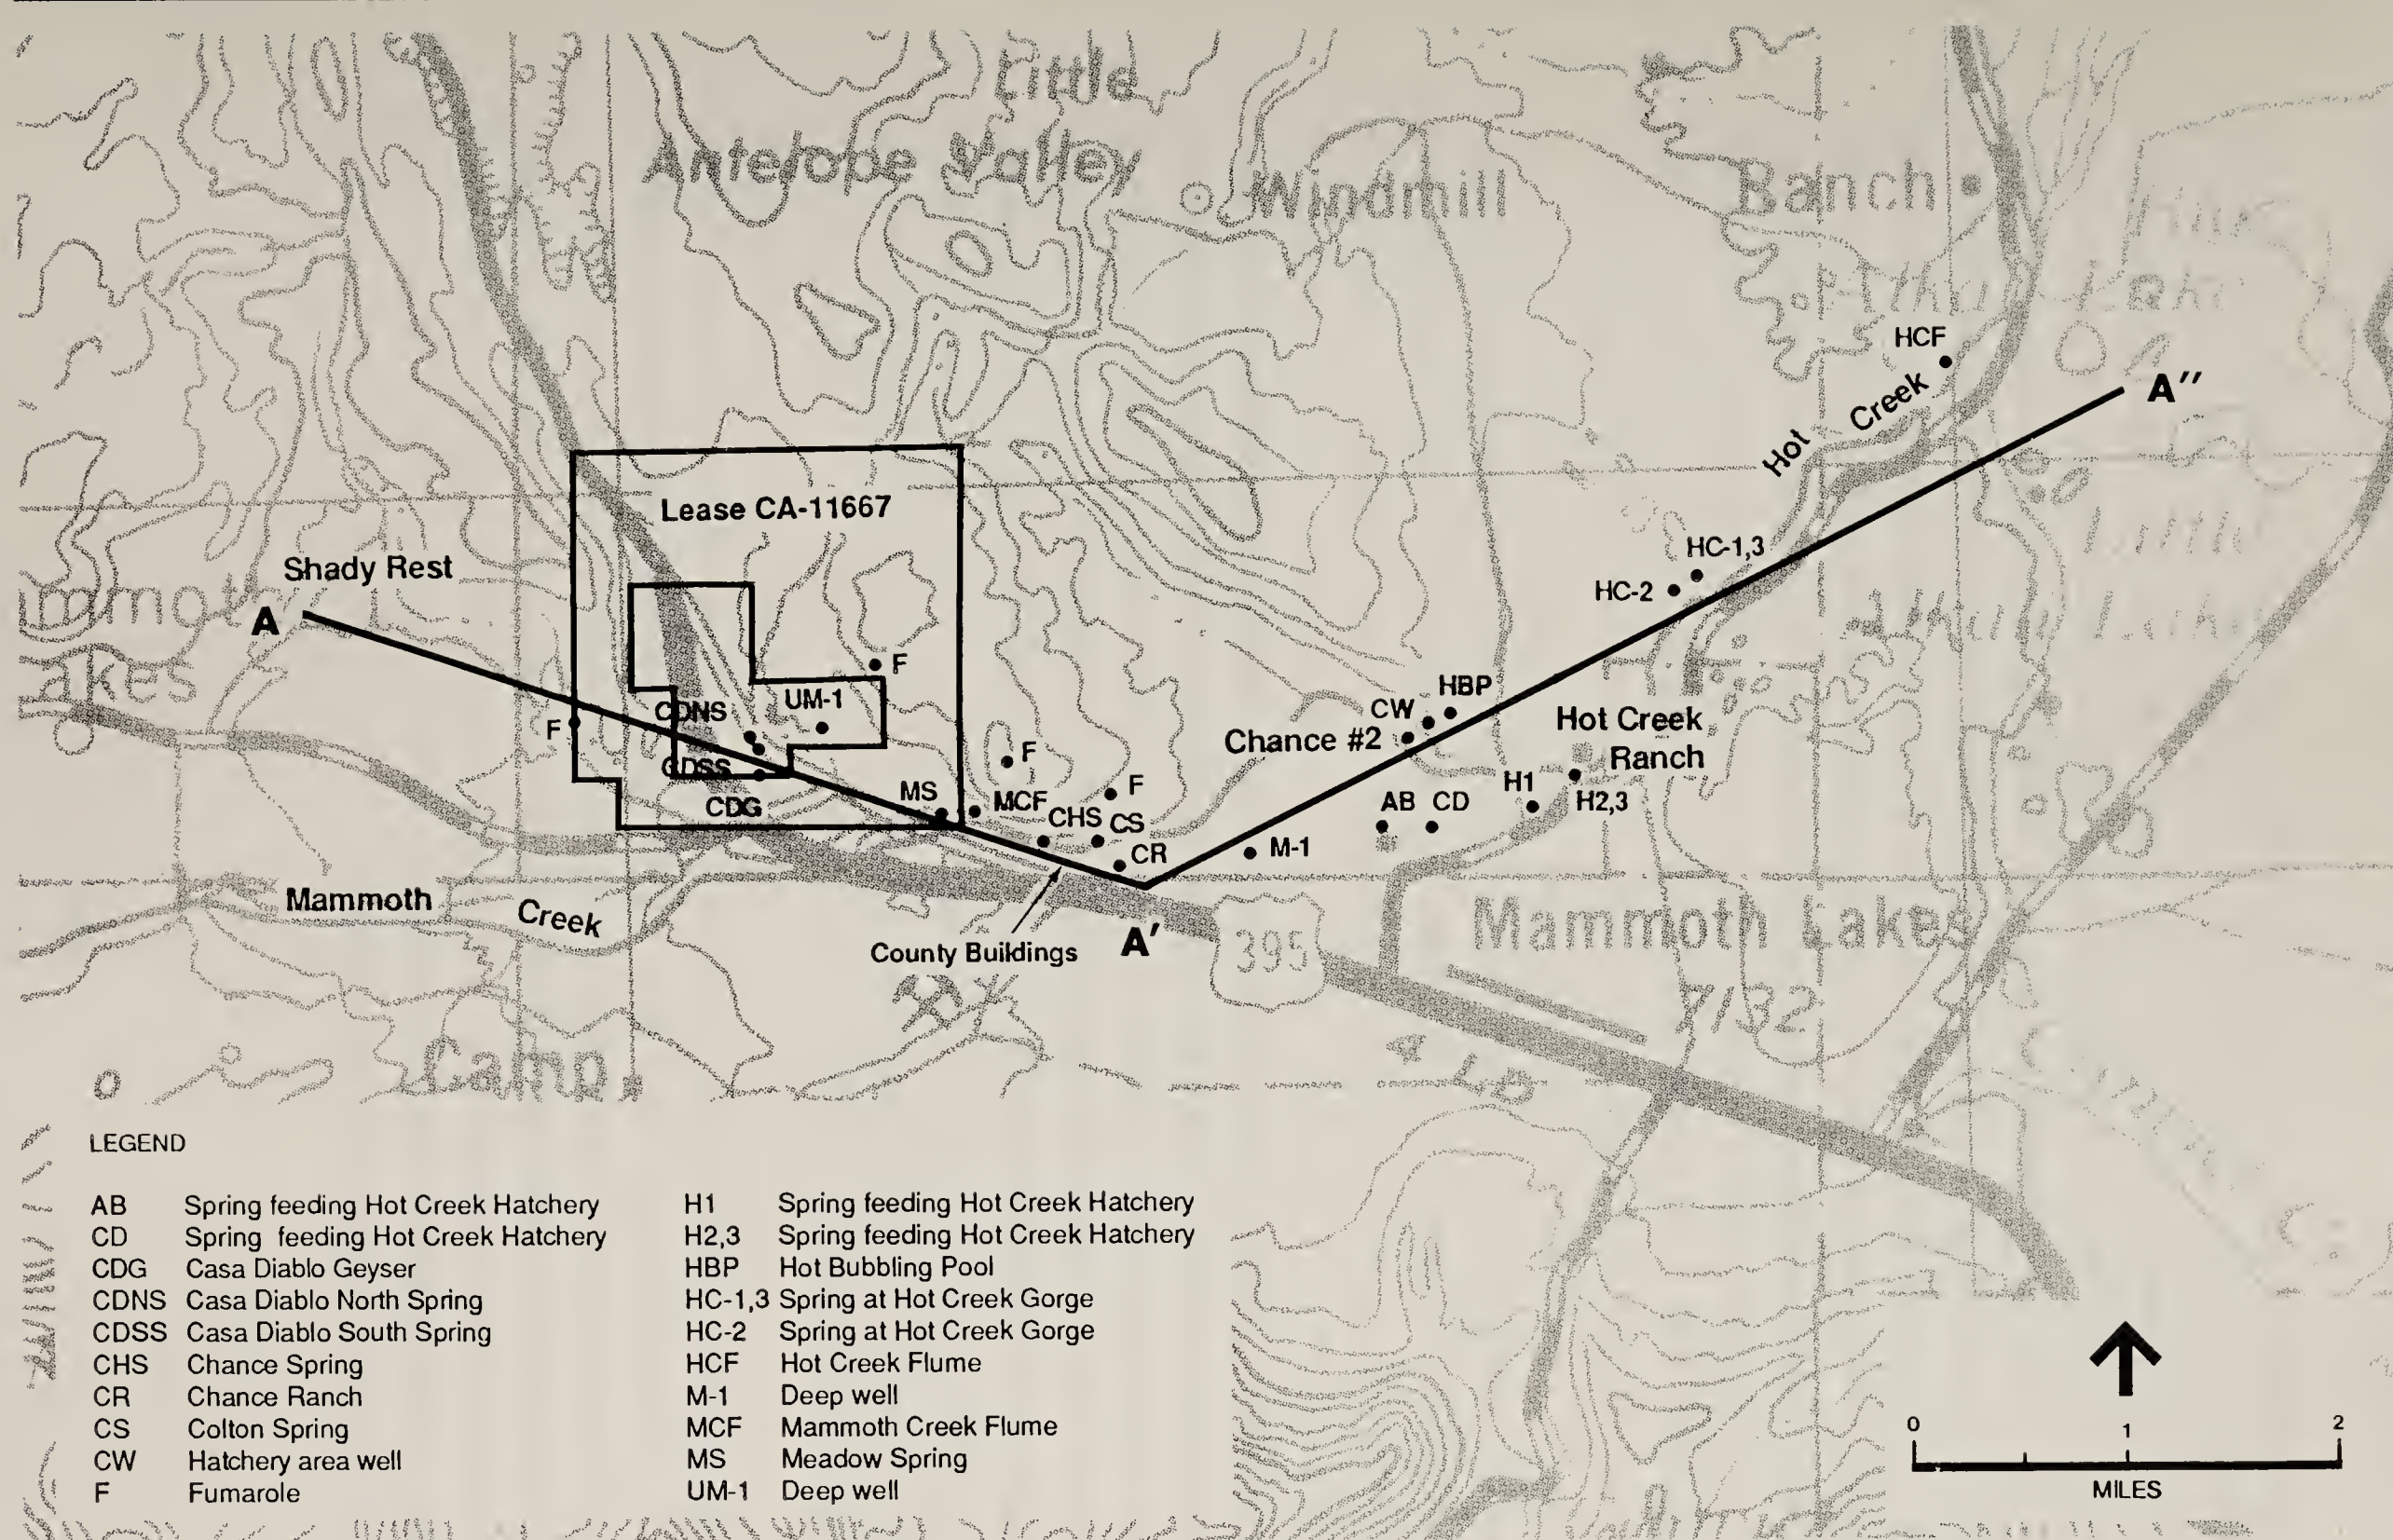 Little
Antelope Valley
Windmill
HCF
A″
Hot Creek
Lease CA-11667
HC-1,3
Shady Rest
HC-2
A
F
HBP
CDNS
UM-1
CW
Hot Creek
Ranch
F
Chance #2
F
CDSS
H1
F
MS
MCF
AB CD
H2,3
CDG
CHS
CS
CR
M-1
Mammoth Creek
Mammoth Lakes
County Buildings
A′
395
7/32
Camp
LEGEND
AB Spring feeding Hot Creek Hatchery
CD Spring feeding Hot Creek Hatchery
CDG Casa Diablo Geyser
CDNS Casa Diablo North Spring
CDSS Casa Diablo South Spring
CHS Chance Spring
CR Chance Ranch
CS Colton Spring
CW Hatchery area well
F Fumarole
H1 Spring feeding Hot Creek Hatchery
H2,3 Spring feeding Hot Creek Hatchery
HBP Hot Bubbling Pool
HC-1,3 Spring at Hot Creek Gorge
HC-2 Spring at Hot Creek Gorge
HCF Hot Creek Flume
M-1 Deep well
MCF Mammoth Creek Flume
MS Meadow Spring
UM-1 Deep well
0 1 2
MILES